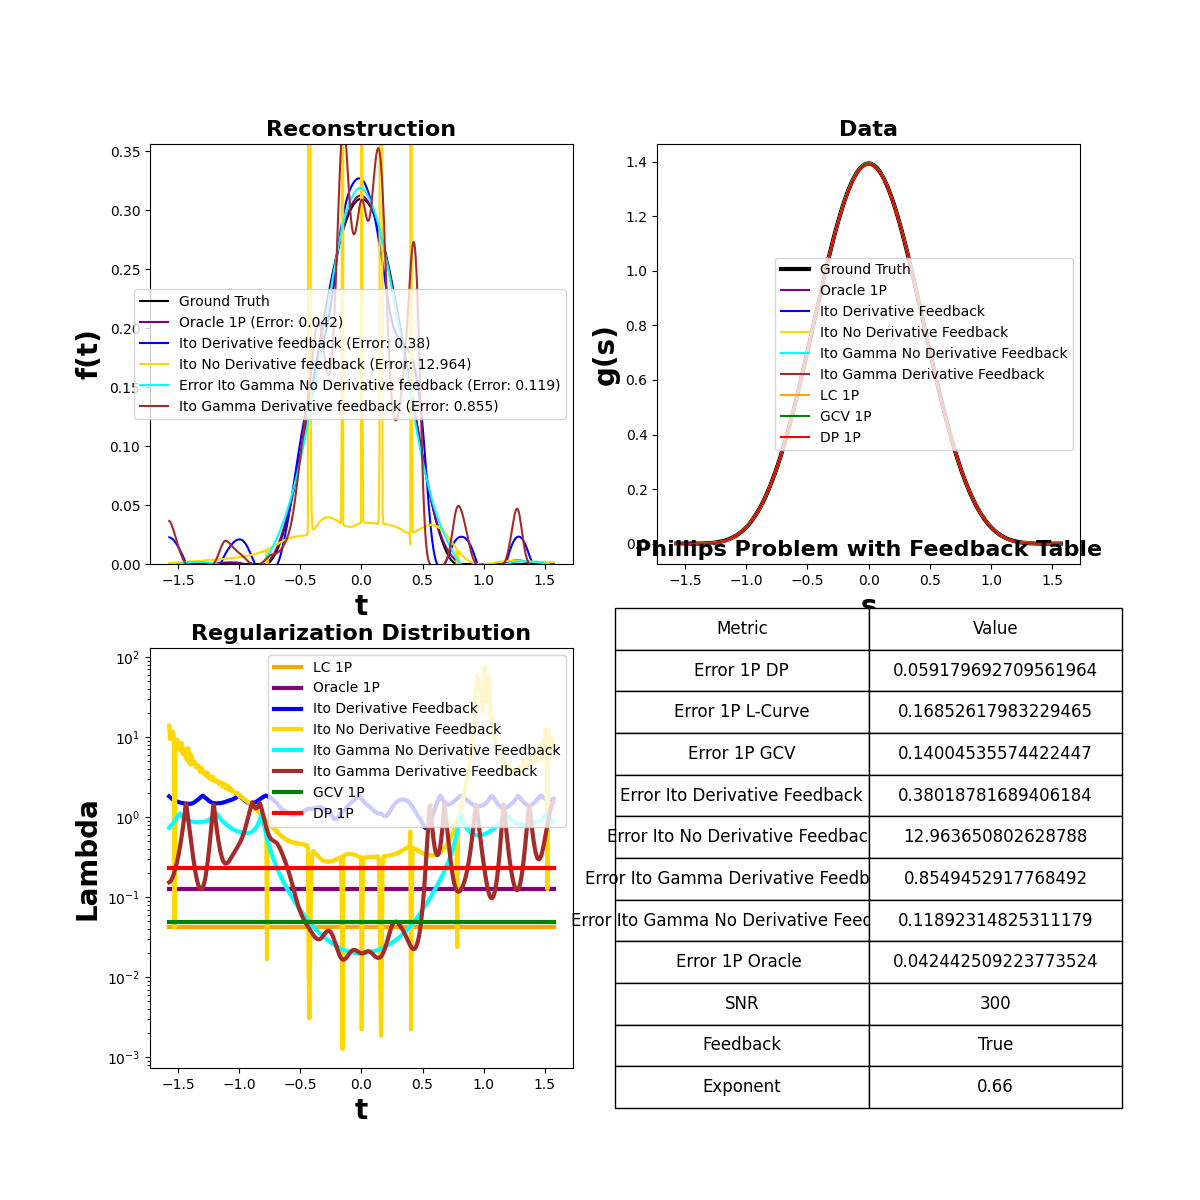 Reconstruction
f(t)
0.35
0.30
0.25
0.20
0.15
0.10
0.05
0.00
Ground Truth
Oracle 1P (Error: 0.042)
Ito Derivative feedback (Error: 0.38)
Ito No Derivative feedback (Error: 12.964)
Error Ito Gamma No Derivative feedback (Error: 0.119)
Ito Gamma Derivative feedback (Error: 0.855)
−1.5 −1.0 −0.5 0.0 0.5 1.0 1.5
t
Data
g(s)
1.4
1.2
1.0
0.8
0.6
0.4
0.2
Ground Truth
Oracle 1P
Ito Derivative Feedback
Ito No Derivative Feedback
Ito Gamma No Derivative Feedback
Ito Gamma Derivative Feedback
LC 1P
GCV 1P
DP 1P
−1.5 −1.0 −0.5 0.0 0.5 1.0 1.5
s
Regularization Distribution
Lambda
10²
10¹
10⁰
10⁻¹
10⁻²
10⁻³
LC 1P
Oracle 1P
Ito Derivative Feedback
Ito No Derivative Feedback
Ito Gamma No Derivative Feedback
Ito Gamma Derivative Feedback
GCV 1P
DP 1P
−1.5 −1.0 −0.5 0.0 0.5 1.0 1.5
t
Phillips Problem with Feedback Table
Metric Value
Error 1P DP 0.059179692709561964
Error 1P L-Curve 0.16852617983229465
Error 1P GCV 0.14004535574422447
Error Ito Derivative Feedback 0.38018781689406184
Error Ito No Derivative Feedbac 12.963650802628788
Error Ito Gamma Derivative Feedb 0.8549452917768492
Error Ito Gamma No Derivative Feed 0.11892314825311179
Error 1P Oracle 0.042442509223773524
SNR 300
Feedback True
Exponent 0.66